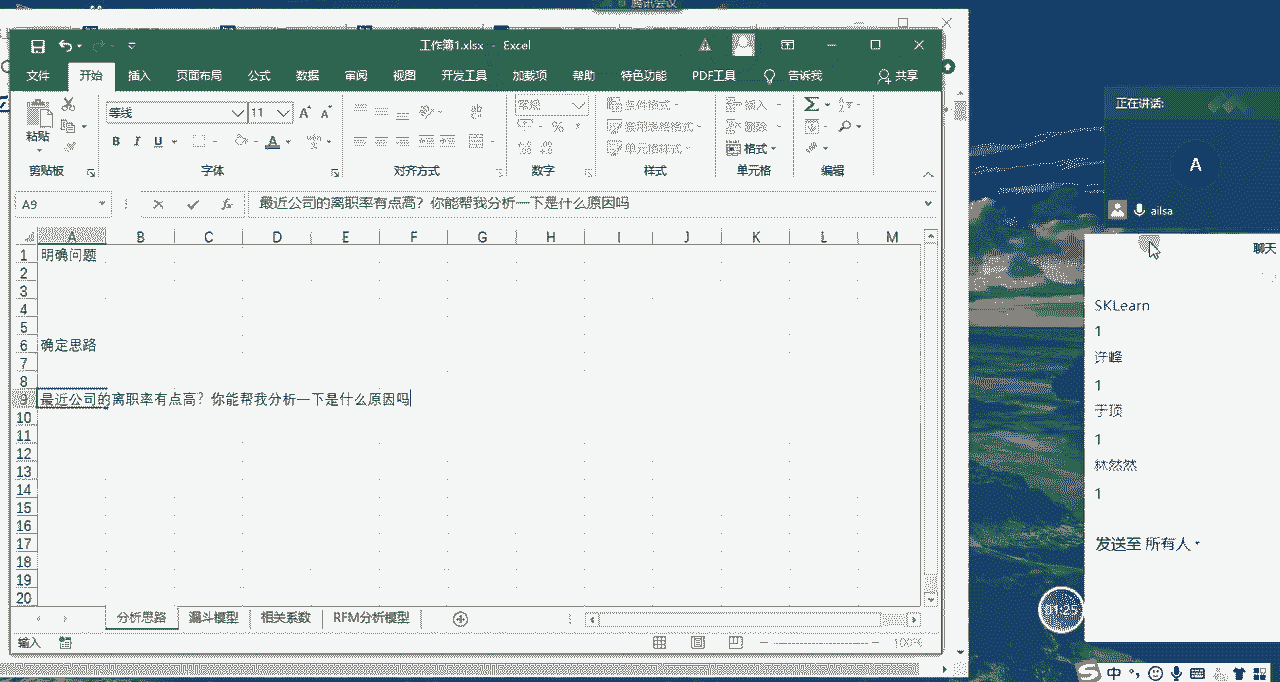 腾讯会议
工作簿1.xlsx - Excel
文件 开始 插入 页面布局 公式 数据 审阅 视图 开发工具 加载项 帮助 特色功能 PDF工具 告诉我 共享
等线 11
常规
条件格式
插入
粘贴
B I U A
套用表格格式
删除
单元格样式
格式
剪贴板 字体 对齐方式 数字 样式 单元格 编辑
A9 fx 最近公司的离职率有点高?你能帮我分析一下是什么原因吗
A B C D E F G H I J K L M
1 明确问题
2
3
4
5
6 确定思路
7
8
9 最近公司的离职率有点高?你能帮我分析一下是什么原因吗
10
11
12
13
14
15
16
17
18
19
20
分析思路 漏斗模型 相关系数 RFM分析模型
输入 100%
正在讲话:
A
ailsa
聊天
SKLearn
1
许峰
1
于顶
1
林然然
1
发送至 所有人
01:25
中